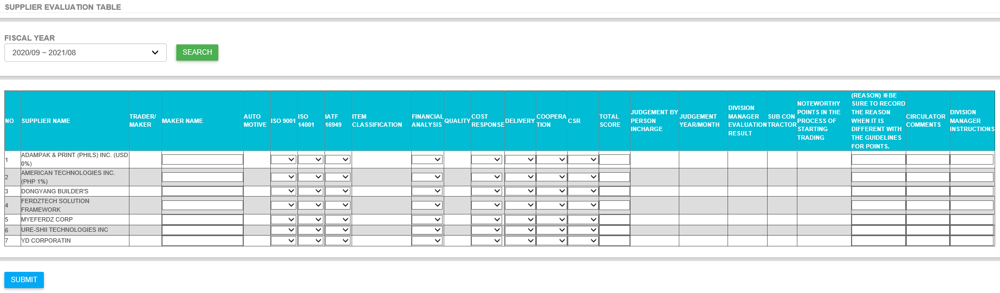 SUPPLIER EVALUATION TABLE
FISCAL YEAR
2020/09 ~ 2021/08
SEARCH
NO
SUPPLIER NAME
TRADER/
MAKER
MAKER NAME
AUTO
MOTIVE
ISO 9001
ISO
14001
IATF
16949
ITEM
CLASSIFICATION
FINANCIAL
ANALYSIS
QUALITY
COST
RESPONSE
DELIVERY
COOPERA
TION
CSR
TOTAL
SCORE
JUDGEMENT BY
PERSON
INCHARGE
JUDGEMENT
YEAR/MONTH
DIVISION
MANAGER
EVALUATION
RESULT
SUB CON
TRACTOR
NOTEWORTHY
POINTS IN THE
PROCESS OF
STARTING
TRADING
(REASON) ※BE
SURE TO RECORD
THE REASON
WHEN IT IS
DIFFERENT WITH
THE GUIDELINES
FOR POINTS.
CIRCULATOR
COMMENTS
DIVISION
MANAGER
INSTRUCTIONS
1
ADAMPAK & PRINT (PHILS) INC. (USD
0%)
2
AMERICAN TECHNOLOGIES INC.
(PHP 1%)
3
DONGYANG BUILDER'S
4
FERDZTECH SOLUTION
FRAMEWORK
5
MYEFERDZ CORP
6
URE-SHII TECHNOLOGIES INC
7
YD CORPORATIN
SUBMIT